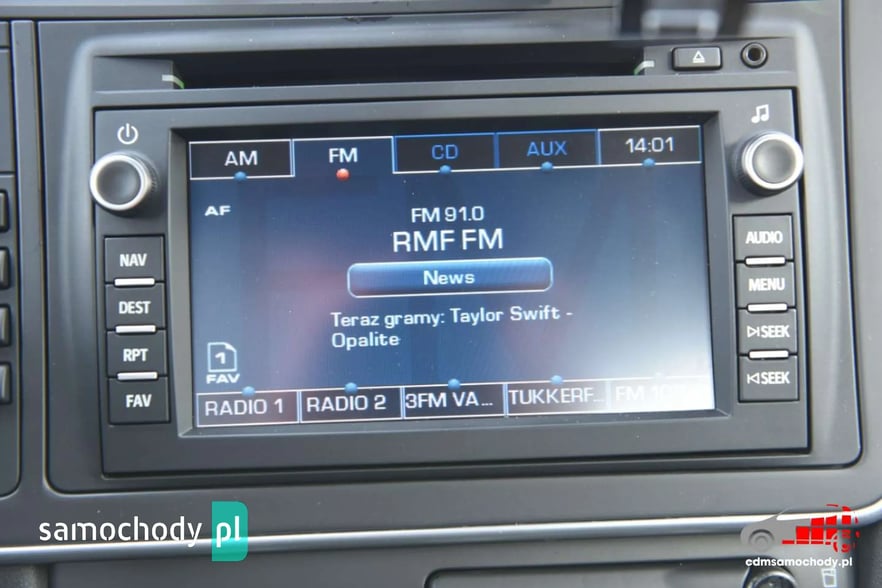 AM FM CD AUX 14:01
AF
FM 91.0
RMF FM
News
Teraz gramy: Taylor Swift -
Opalite
1
FAV
RADIO 1 RADIO 2 3FM VA... TUKKERF... FM
NAV
DEST
RPT
FAV
AUDIO
MENU
SEEK
SEEK
samochody pl
cdmsamochody.pl